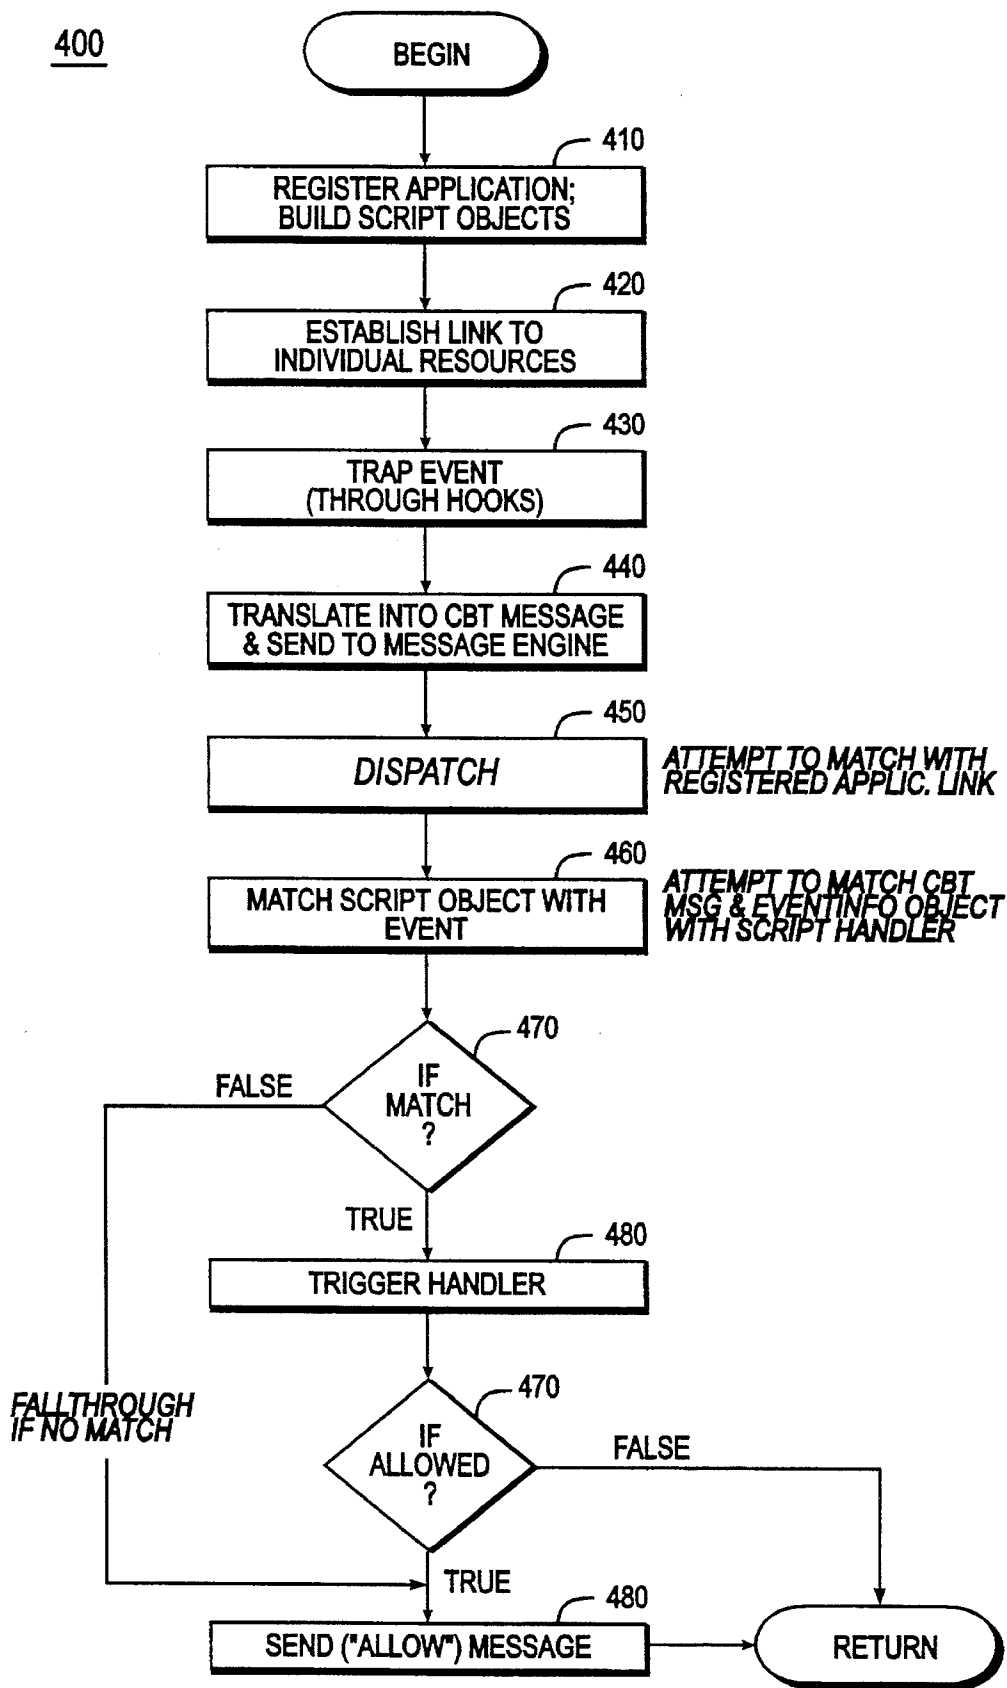 400
BEGIN
410
REGISTER APPLICATION;
BUILD SCRIPT OBJECTS
420
ESTABLISH LINK TO
INDIVIDUAL RESOURCES
430
TRAP EVENT
(THROUGH HOOKS)
440
TRANSLATE INTO CBT MESSAGE
& SEND TO MESSAGE ENGINE
450
DISPATCH
ATTEMPT TO MATCH WITH
REGISTERED APPLIC. LINK
460
MATCH SCRIPT OBJECT WITH
EVENT
ATTEMPT TO MATCH CBT
MSG & EVENTINFO OBJECT
WITH SCRIPT HANDLER
470
IF
MATCH
?
FALSE
TRUE
480
TRIGGER HANDLER
FALLTHROUGH
IF NO MATCH
470
IF
ALLOWED
?
FALSE
TRUE
480
SEND ("ALLOW") MESSAGE
RETURN